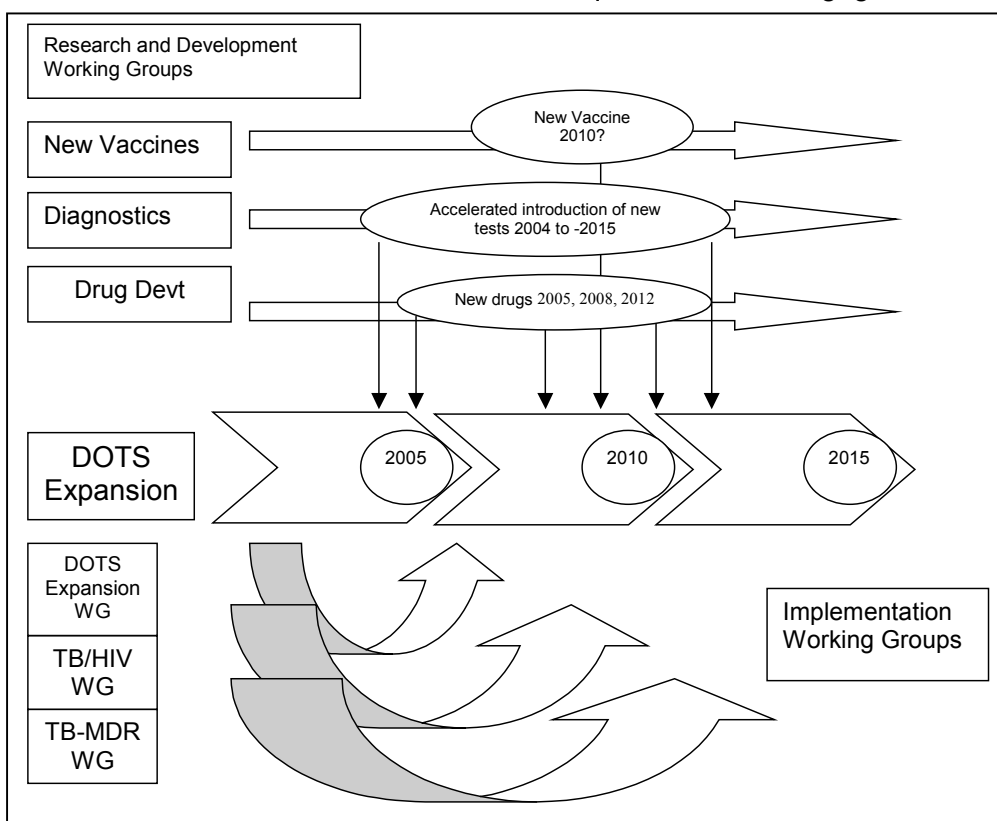 Research and Development
Working Groups
New Vaccines
New Vaccine
2010?
Diagnostics
Accelerated introduction of new
tests 2004 to -2015
Drug Devt
New drugs 2005, 2008, 2012
DOTS
Expansion
2005
2010
2015
DOTS
Expansion
WG
TB/HIV
WG
TB-MDR
WG
Implementation
Working Groups